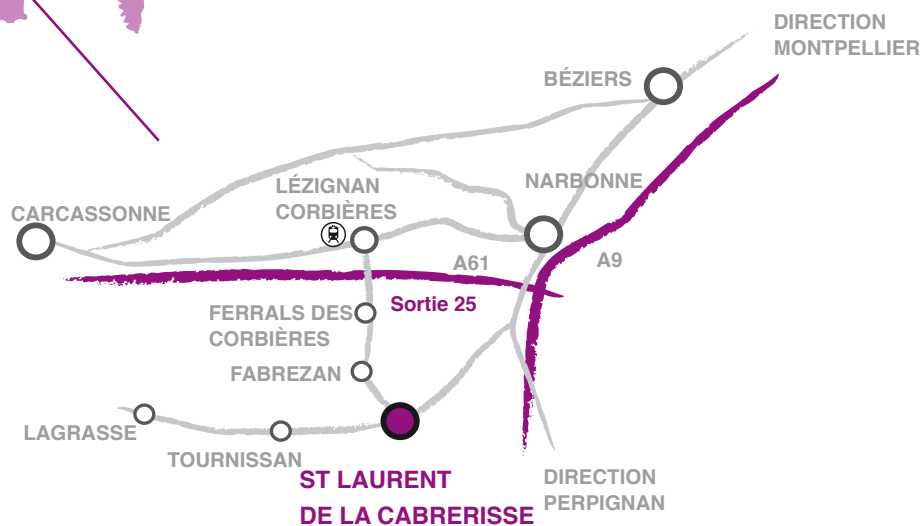 DIRECTION
MONTPELLIER
BÉZIERS
LÉZIGNAN
CORBIÈRES
NARBONNE
CARCASSONNE
A61
A9
Sortie 25
FERRALS DES
CORBIÈRES
FABREZAN
LAGRASSE
TOURNISSAN
ST LAURENT
DE LA CABRERISSE
DIRECTION
PERPIGNAN